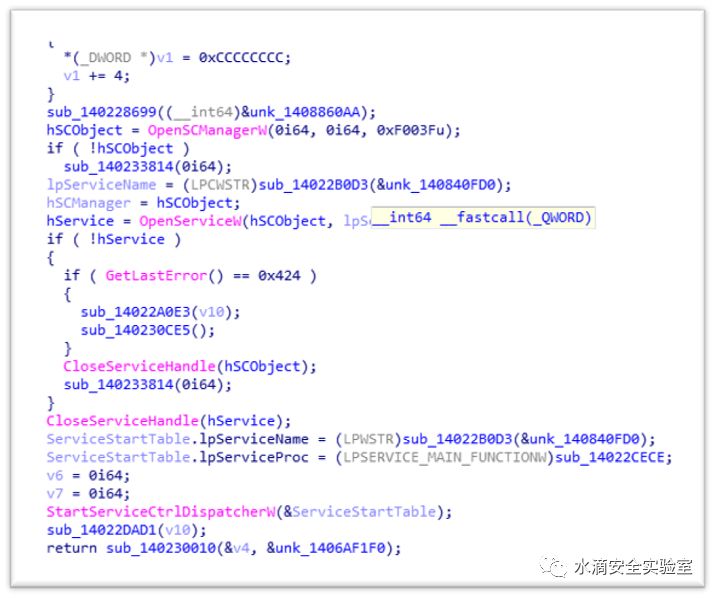 {
*(_DWORD *)v1 = 0xCCCCCCCC;
v1 += 4;
}
sub_140228699((__int64)&unk_1408860AA);
hSCObject = OpenSCManagerW(0i64, 0i64, 0xF003Fu);
if ( !hSCObject )
sub_140233814(0i64);
lpServiceName = (LPCWSTR)sub_14022B0D3(&unk_140840FD0);
hSCManager = hSCObject;
hService = OpenServiceW(hSCObject, __int64 __fastcall(_QWORD)
if ( !hService )
{
if ( GetLastError() == 0x424 )
{
sub_14022A0E3(v10);
sub_140230CE5();
}
CloseServiceHandle(hSCObject);
sub_140233814(0i64);
}
CloseServiceHandle(hService);
ServiceStartTable.lpServiceName = (LPWSTR)sub_14022B0D3(&unk_140840FD0);
ServiceStartTable.lpServiceProc = (LPSERVICE_MAIN_FUNCTIONW)sub_14022CECE;
v6 = 0i64;
v7 = 0i64;
StartServiceCtrlDispatcherW(&ServiceStartTable);
sub_14022DAD1(v10);
return sub_140230010(&v4, &unk_1406AF1F0);
水滴安全实验室